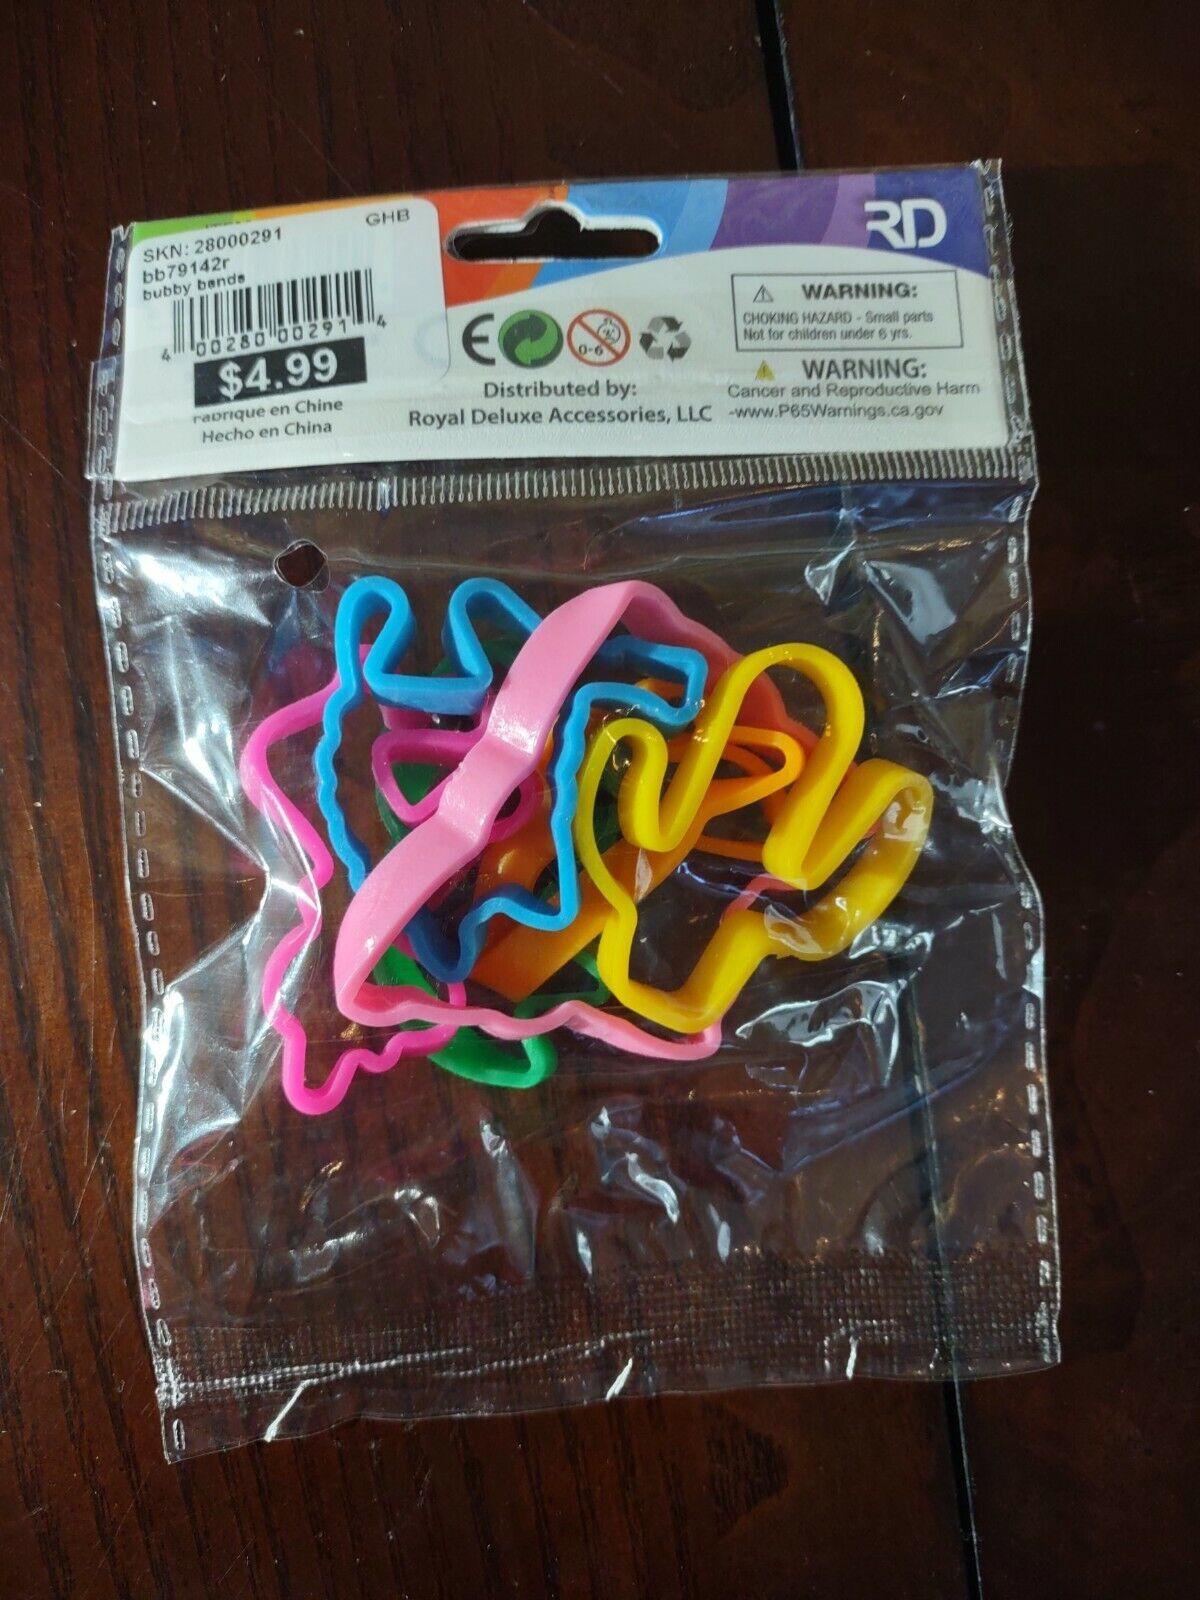 GHB
SKN: 28000291
bb79142r
bubby bands
4 00280 00291 4
$4.99
Fabrique en Chine
Hecho en China
CE
0-6
Distributed by:
Royal Deluxe Accessories, LLC
RD
WARNING:
CHOKING HAZARD - Small parts
Not for children under 6 yrs.
WARNING:
Cancer and Reproductive Harm
-www.P65Warnings.ca.gov